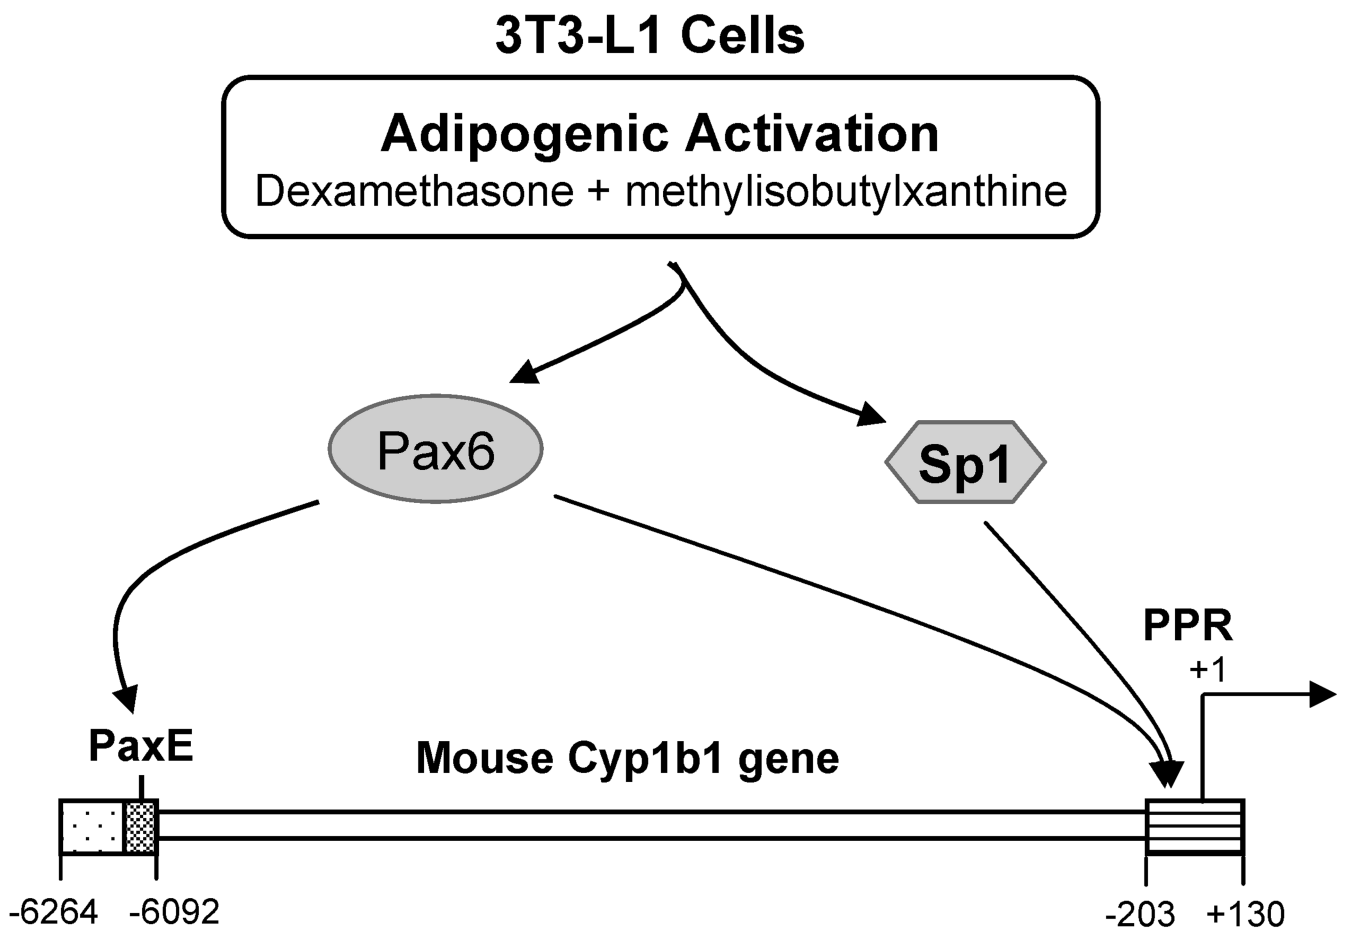 3T3-L1 Cells
Adipogenic Activation
Dexamethasone + methylisobutylxanthine
Pax6
Sp1
PPR
+1
PaxE
Mouse Cyp1b1 gene
-6264 -6092
-203 +130